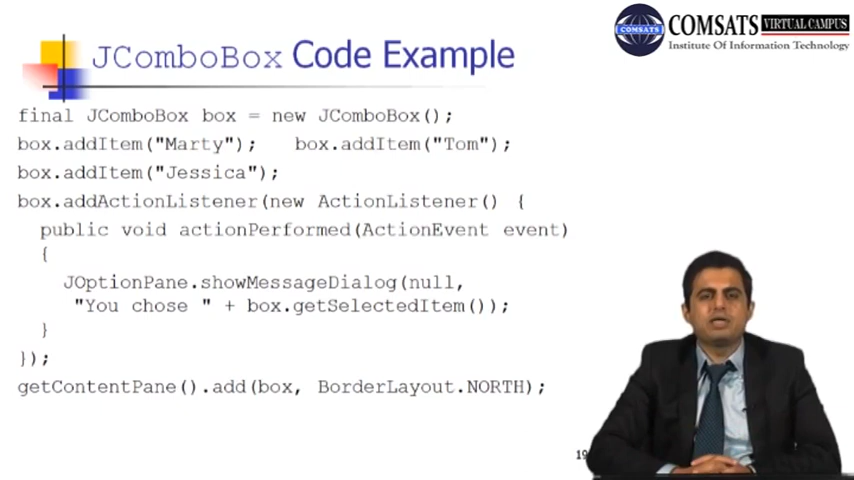 COMSATS VIRTUAL CAMPUS
COMSATS
Institute Of Information Technology
JComboBox Code Example
final JComboBox box = new JComboBox();
box.addItem("Marty");   box.addItem("Tom");
box.addItem("Jessica");
box.addActionListener(new ActionListener() {
  public void actionPerformed(ActionEvent event)
  {
    JOptionPane.showMessageDialog(null,
     "You chose " + box.getSelectedItem());
  }
});
getContentPane().add(box, BorderLayout.NORTH);
19